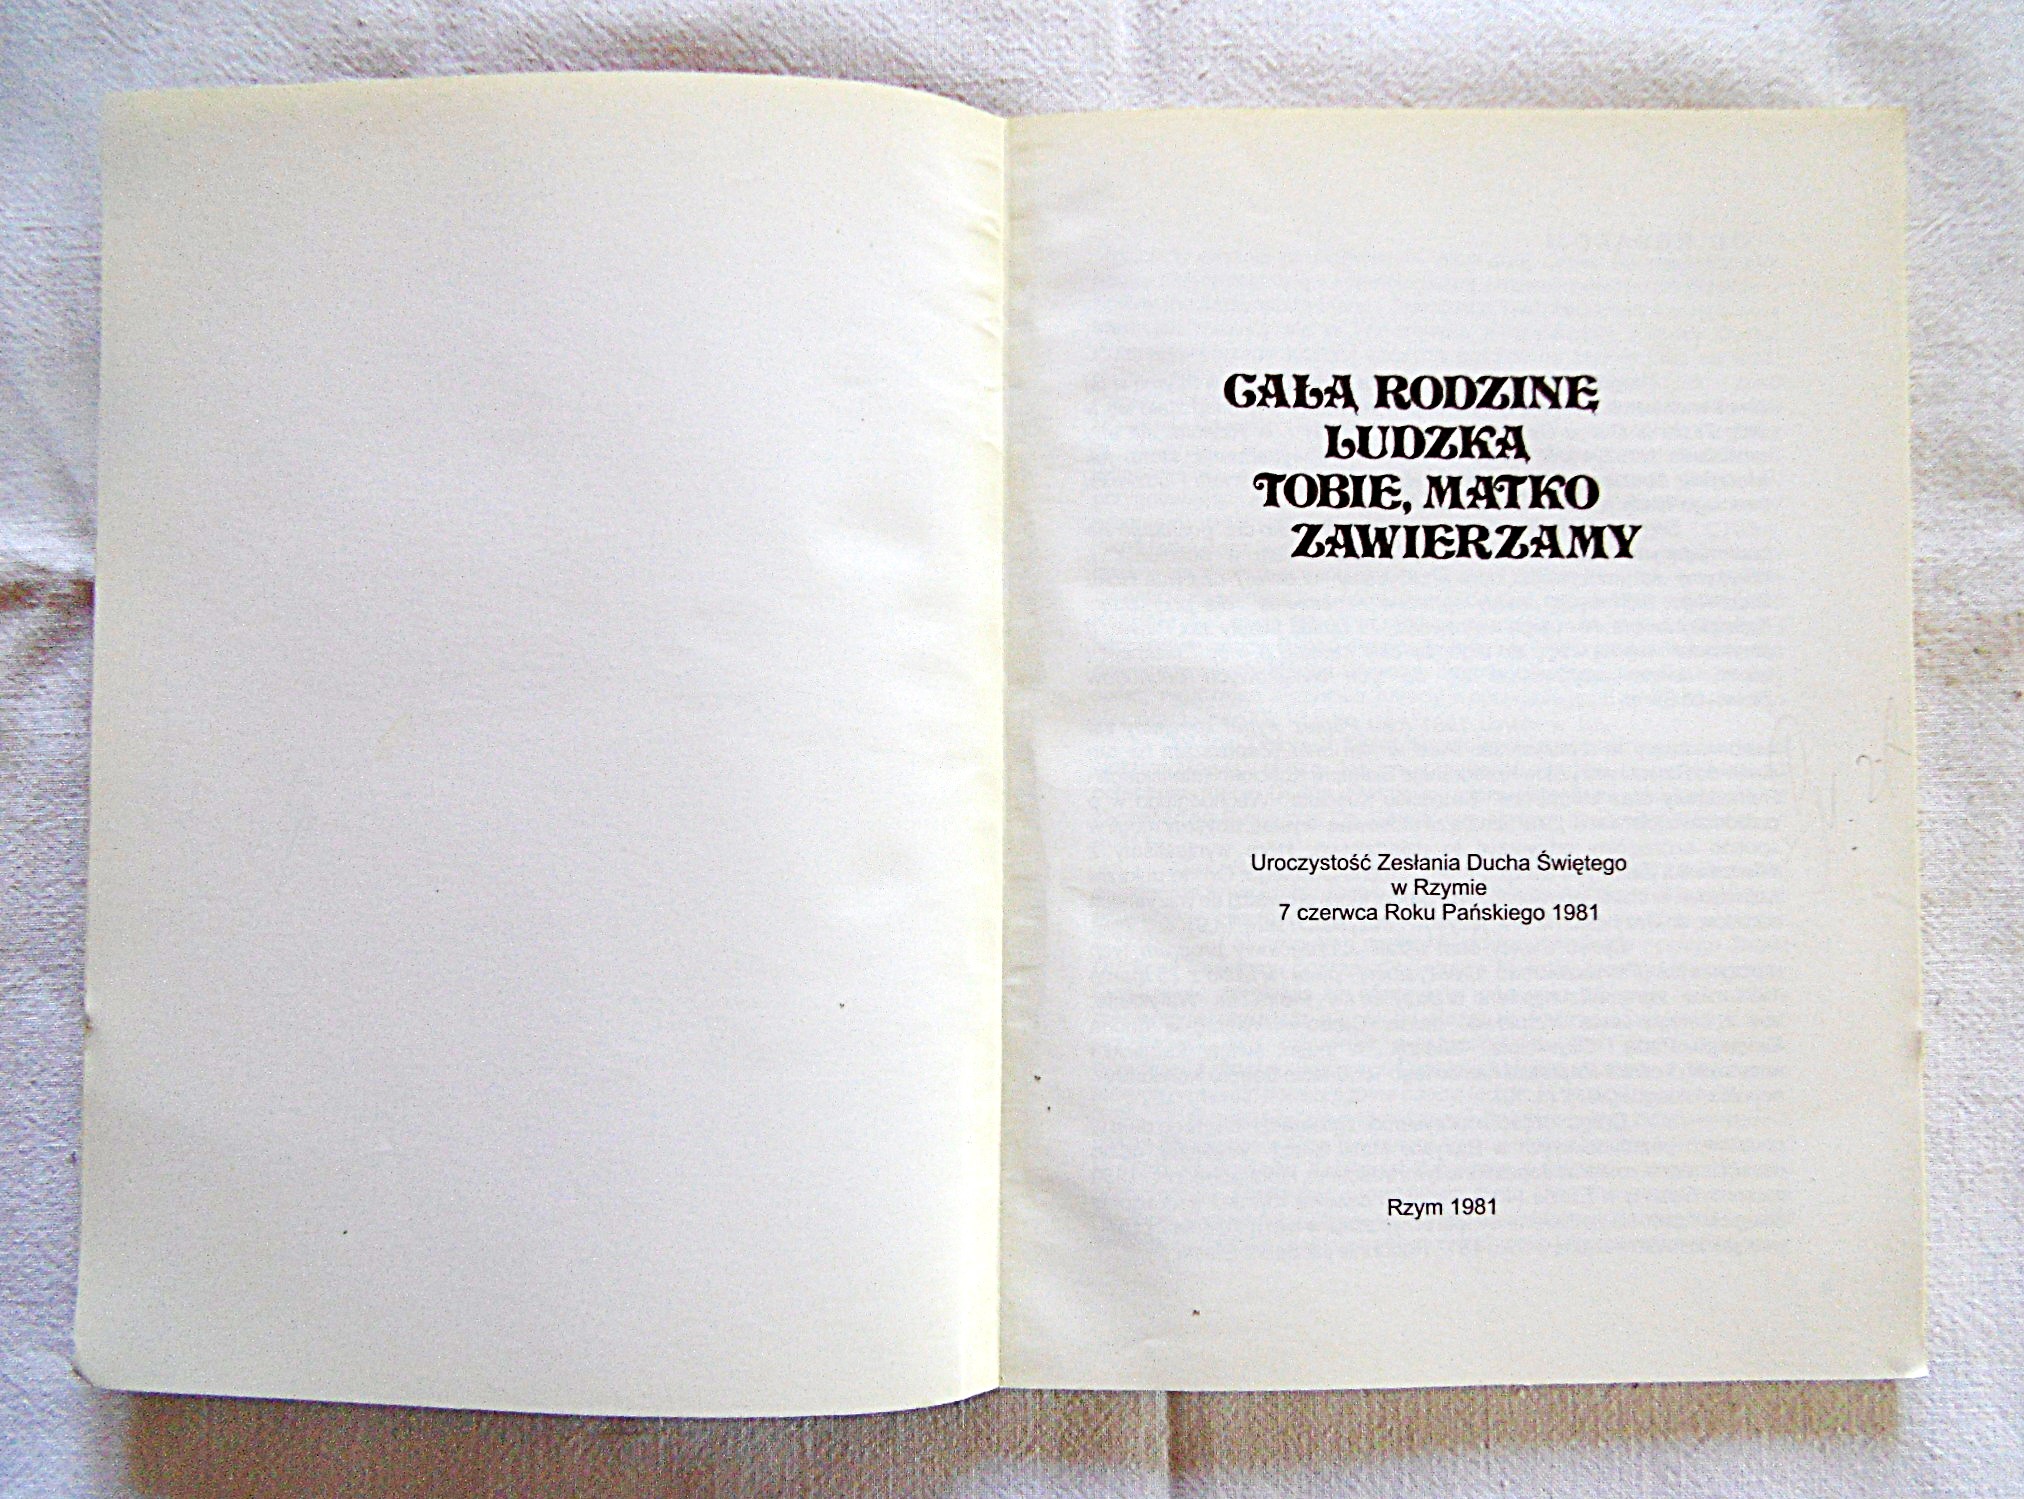 CAŁĄ RODZINĘ
LUDZKĄ
TOBIE, MATKO
ZAWIERZAMY
Uroczystość Zesłania Ducha Świętego
w Rzymie
7 czerwca Roku Pańskiego 1981
Rzym 1981